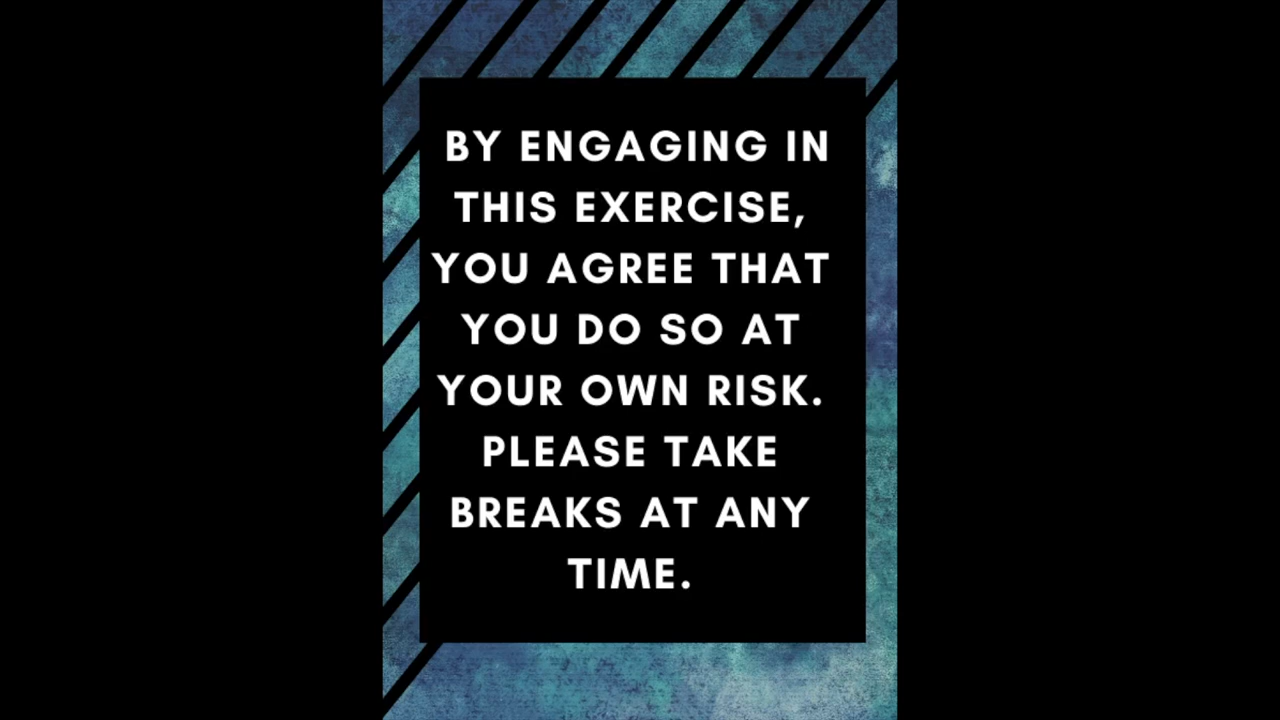 BY ENGAGING IN
THIS EXERCISE,
YOU AGREE THAT
YOU DO SO AT
YOUR OWN RISK.
PLEASE TAKE
BREAKS AT ANY
TIME.